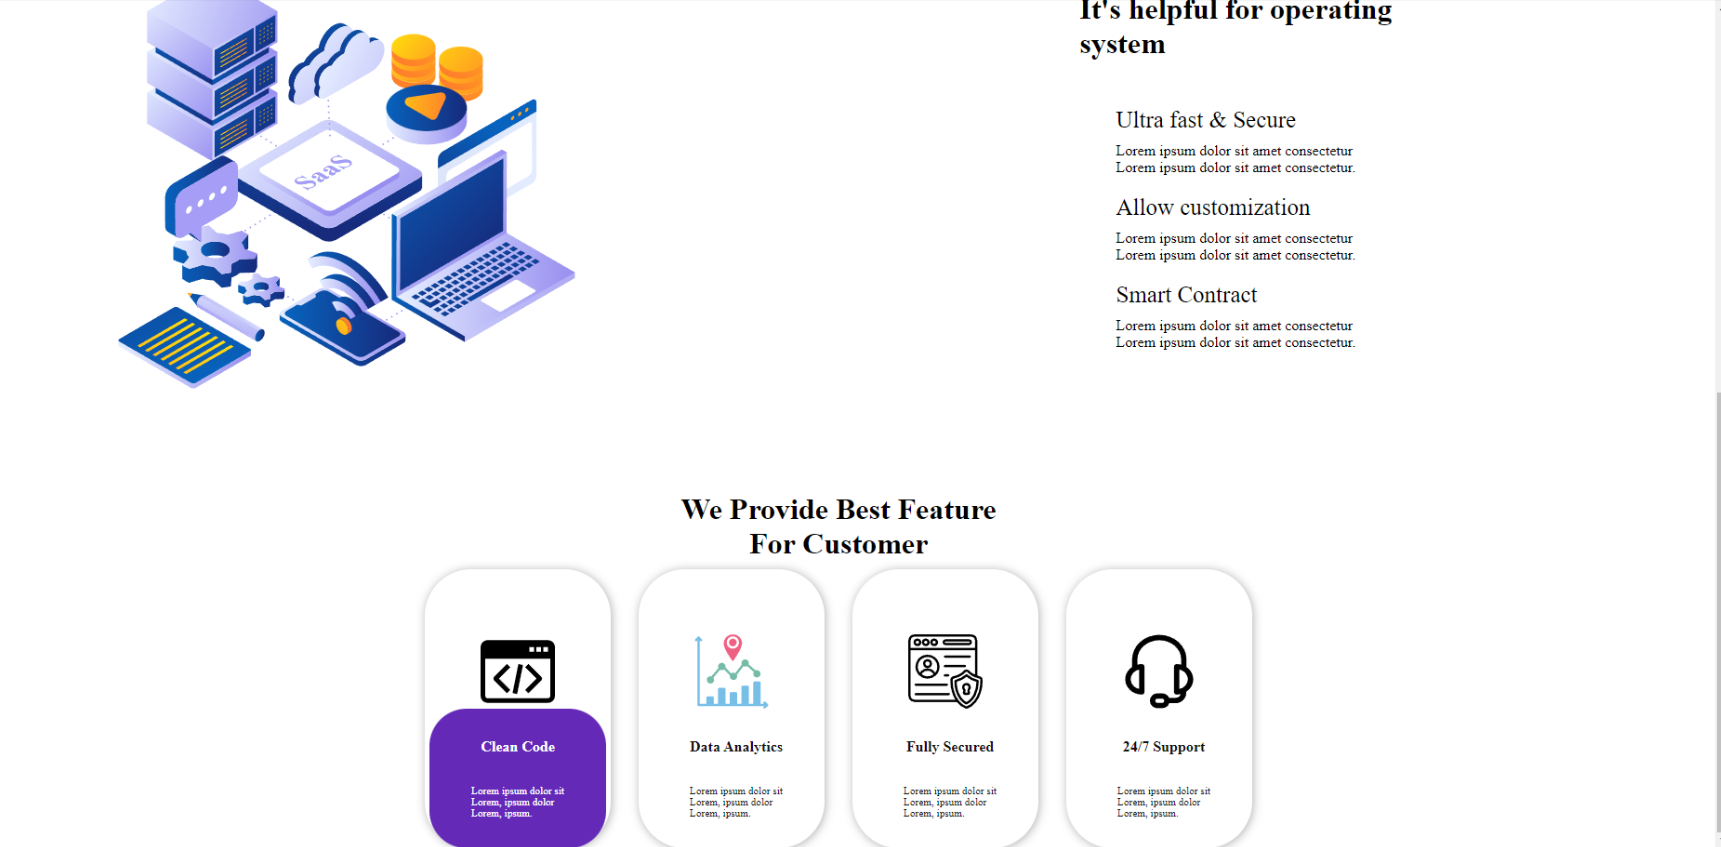 It's helpful for operating
system
SaaS
Ultra fast & Secure
Lorem ipsum dolor sit amet consectetur
Lorem ipsum dolor sit amet consectetur.
Allow customization
Lorem ipsum dolor sit amet consectetur
Lorem ipsum dolor sit amet consectetur.
Smart Contract
Lorem ipsum dolor sit amet consectetur
Lorem ipsum dolor sit amet consectetur.
We Provide Best Feature
For Customer
</>
Clean Code
Lorem ipsum dolor sit
Lorem, ipsum dolor
Lorem, ipsum.
Data Analytics
Lorem ipsum dolor sit
Lorem, ipsum dolor
Lorem, ipsum.
Fully Secured
Lorem ipsum dolor sit
Lorem, ipsum dolor
Lorem, ipsum.
24/7 Support
Lorem ipsum dolor sit
Lorem, ipsum dolor
Lorem, ipsum.